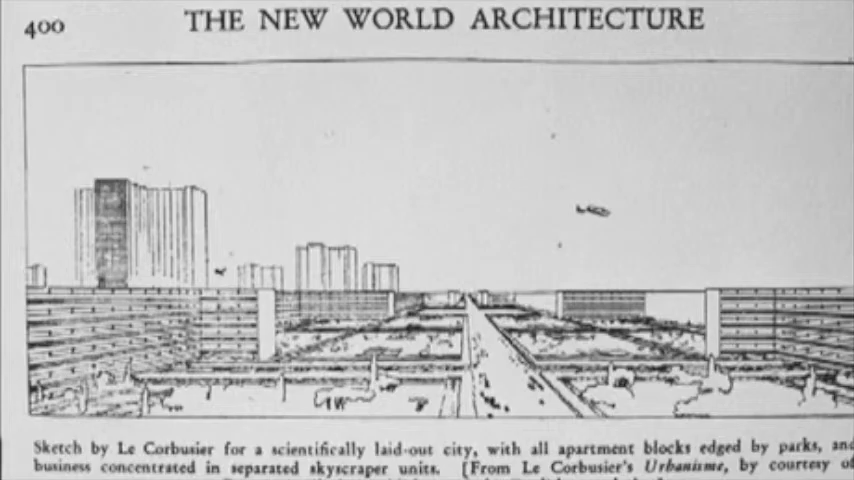 400 THE NEW WORLD ARCHITECTURE
Sketch by Le Corbusier for a scientifically laid-out city, with all apartment blocks edged by parks, and
business concentrated in separated skyscraper units. [From Le Corbusier's Urbanisme, by courtesy of